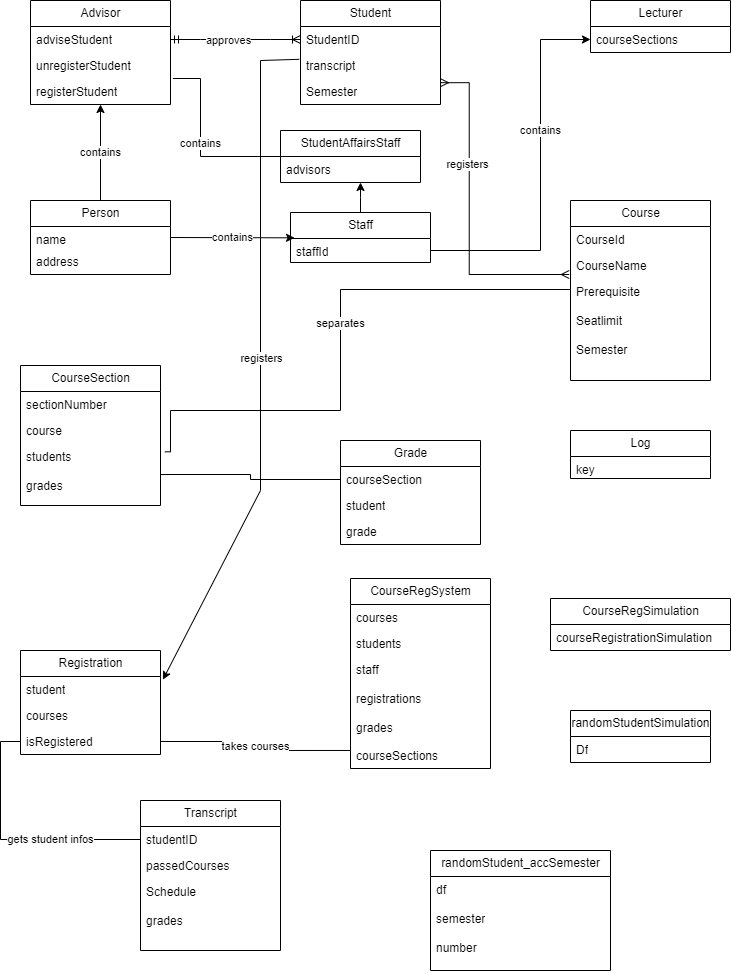 Advisor
adviseStudent
unregisterStudent
registerStudent
approves
Student
StudentID
transcript
Semester
Lecturer
courseSections
contains
contains
contains
StudentAffairsStaff
advisors
registers
Person
name
address
contains
Staff
staffId
Course
CourseId
CourseName
Prerequisite
Seatlimit
Semester
separates
registers
CourseSection
sectionNumber
course
students
grades
Grade
courseSection
student
grade
Log
key
CourseRegSystem
courses
students
staff
registrations
grades
courseSections
CourseRegSimulation
courseRegistrationSimulation
Registration
student
courses
isRegistered
takes courses
randomStudentSimulation
Df
gets student infos
Transcript
studentID
passedCourses
Schedule
grades
randomStudent_accSemester
df
semester
number